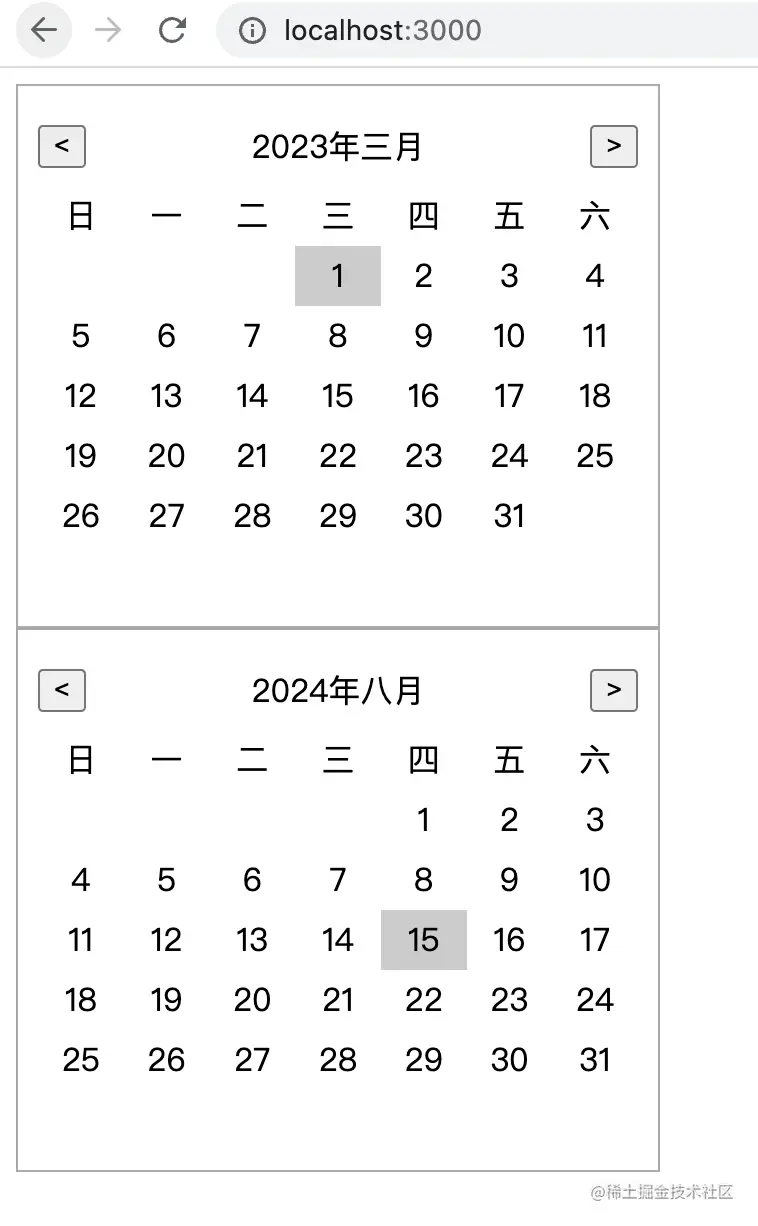 localhost:3000
< 2023年三月 >
日 一 二 三 四 五 六
1 2 3 4
5 6 7 8 9 10 11
12 13 14 15 16 17 18
19 20 21 22 23 24 25
26 27 28 29 30 31
< 2024年八月 >
日 一 二 三 四 五 六
1 2 3
4 5 6 7 8 9 10
11 12 13 14 15 16 17
18 19 20 21 22 23 24
25 26 27 28 29 30 31
@稀土掘金技术社区